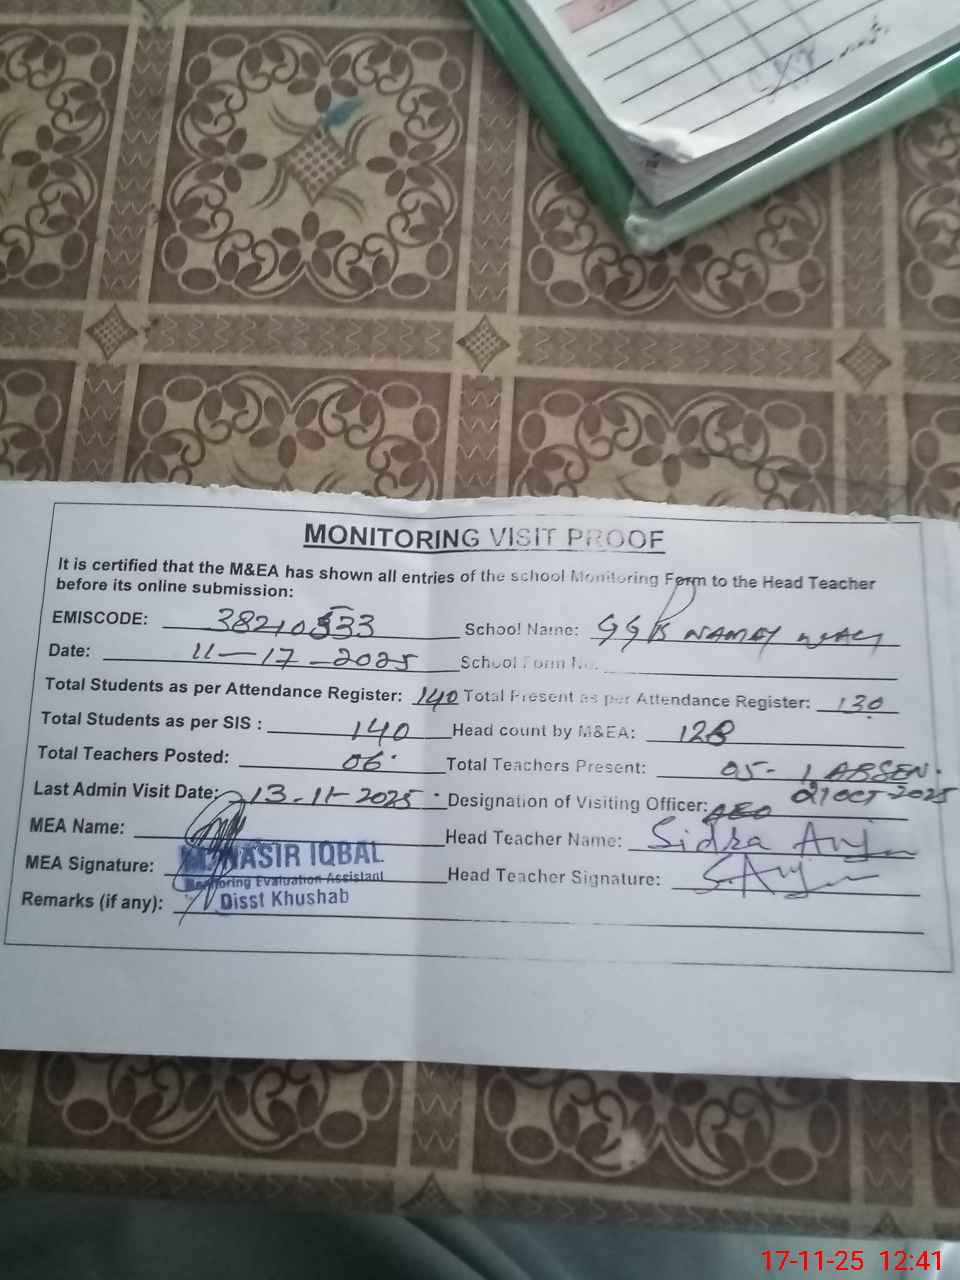 MONITORING VISIT PROOF
It is certified that the M&EA has shown all entries of the school Monitoring Form to the Head Teacher
before its online submission:
EMISCODE: 38210533 School Name: GGPS NAMAY WALY
Date: 11-17-2025 School Form No.
Total Students as per Attendance Register: 140 Total Present as per Attendance Register: 130
Total Students as per SIS : 140 Head count by M&EA: 128
Total Teachers Posted: 06 Total Teachers Present: 05- 1 ABSEN.
Last Admin Visit Date: 13-11-2025 Designation of Visiting Officer: AEO 21 OCT-2025
MEA Name: Head Teacher Name: Sidra Anjum
NASIR IQBAL
MEA Signature: Head Teacher Signature: S.Anjum
Monitoring Evaluation Assistant
Remarks (if any): Disst Khushab
17-11-25 12:41